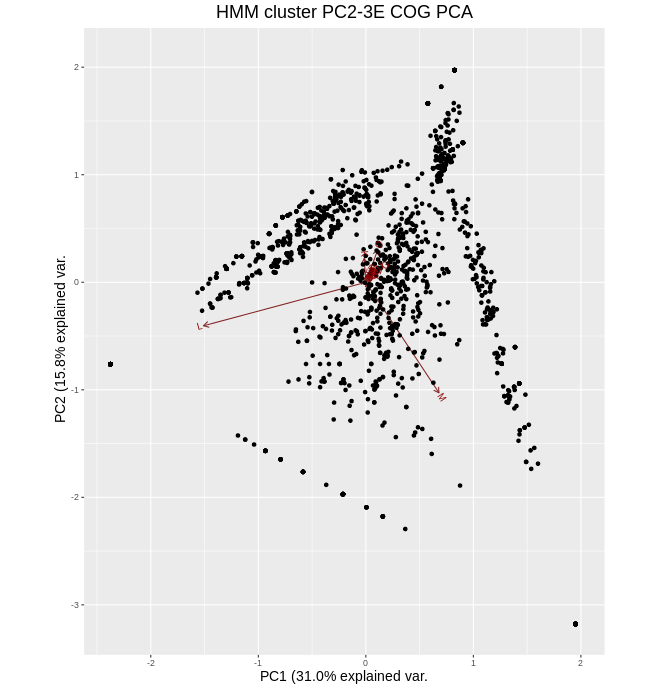 HMM cluster PC2-3E COG PCA
PC2 (15.8% explained var.
2
1
0
-1
-2
-3
L
M
-2
-1
0
1
2
PC1 (31.0% explained var.